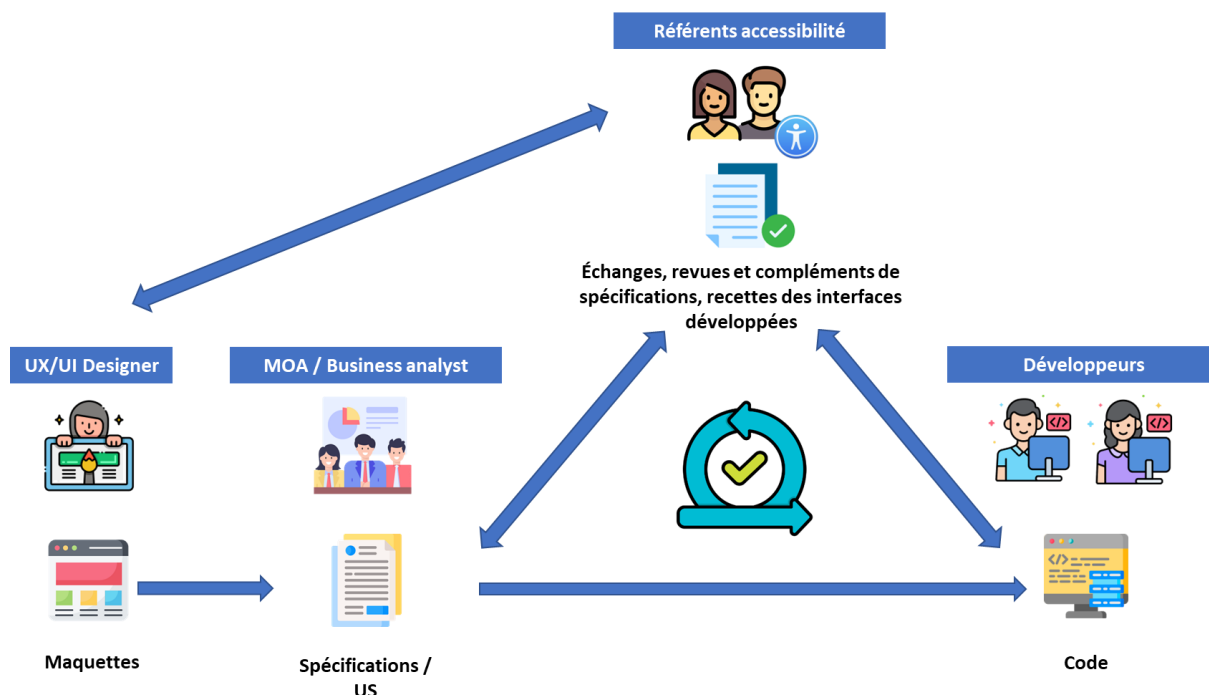 Référents accessibilité
Échanges, revues et compléments de
spécifications, recettes des interfaces
développées
UX/UI Designer
MOA / Business analyst
Développeurs
</>
</>
</>
Maquettes
Spécifications /
US
Code